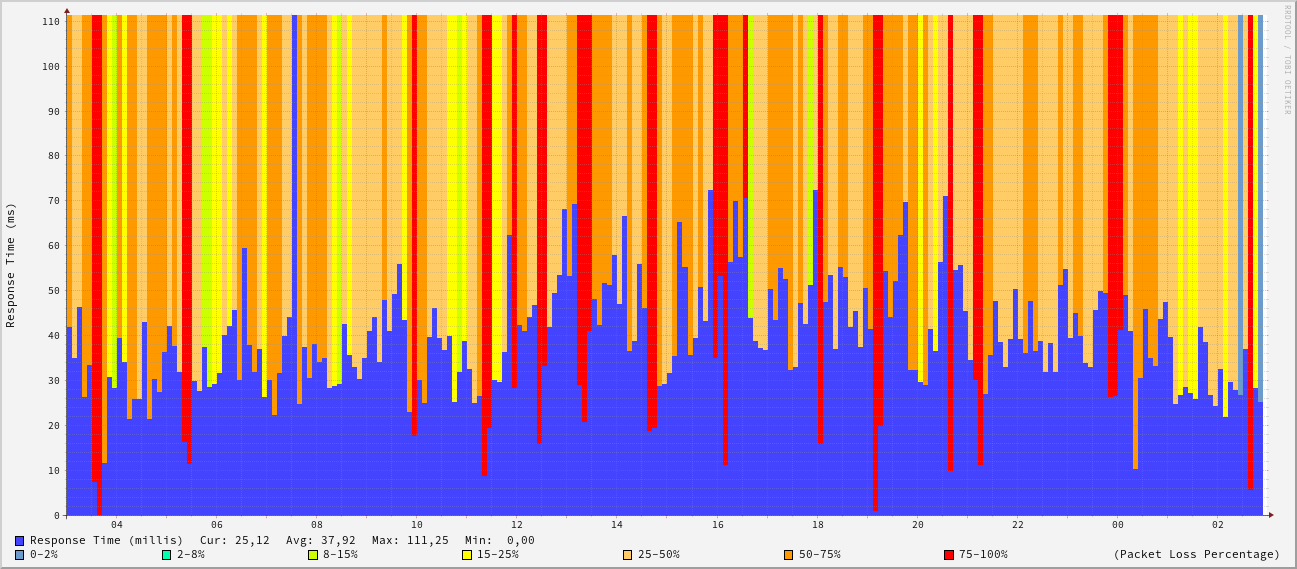 RRDTOOL / TOBI OETIKER
Response Time (ms)
110
100
90
80
70
60
50
40
30
20
10
0
04 06 08 10 12 14 16 18 20 22 00 02
Response Time (millis) Cur: 25,12 Avg: 37,92 Max: 111,25 Min: 0,00
0-2% 2-8% 8-15% 15-25% 25-50% 50-75% 75-100% (Packet Loss Percentage)